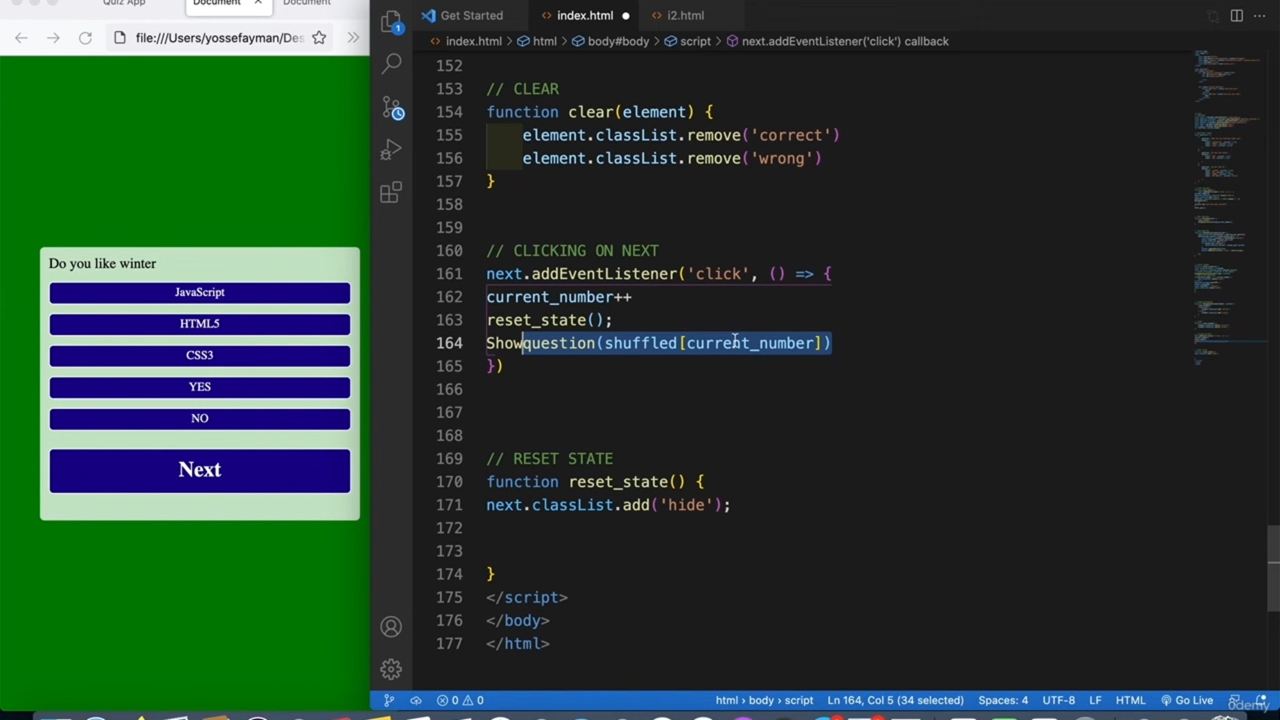 Quiz App
Document
Document
Get Started
index.html
i2.html
file:///Users/yossefayman/Des
index.html > html > body#body > script > next.addEventListener('click') callback
152
153 // CLEAR
154 function clear(element) {
155 element.classList.remove('correct')
156 element.classList.remove('wrong')
157 }
158
159
160 // CLICKING ON NEXT
161 next.addEventListener('click', () => {
162 current_number++
163 reset_state();
164 Showquestion(shuffled[current_number])
165 })
166
167
168
169 // RESET STATE
170 function reset_state() {
171 next.classList.add('hide');
172
173
174 }
175 </script>
176 </body>
177 </html>
Do you like winter
JavaScript
HTML5
CSS3
YES
NO
Next
1
0 0
html > body > script
Ln 164, Col 5 (34 selected)
Spaces: 4
UTF-8
LF
HTML
Go Live
udemy